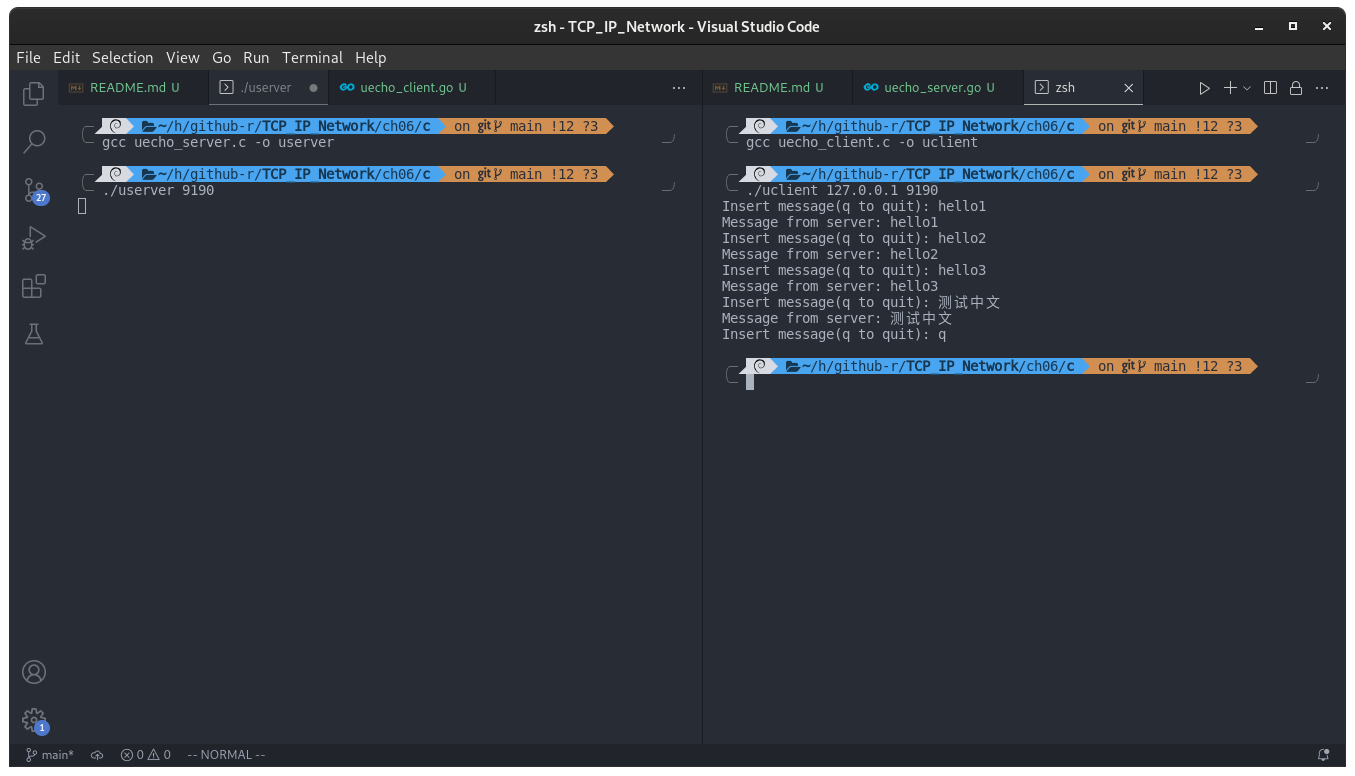 zsh - TCP_IP_Network - Visual Studio Code
File Edit Selection View Go Run Terminal Help
README.md U ./userver uecho_client.go U
README.md U uecho_server.go U zsh
~/h/github-r/TCP_IP_Network/ch06/c on git main !12 ?3
gcc uecho_server.c -o userver
~/h/github-r/TCP_IP_Network/ch06/c on git main !12 ?3
./userver 9190
~/h/github-r/TCP_IP_Network/ch06/c on git main !12 ?3
gcc uecho_client.c -o uclient
~/h/github-r/TCP_IP_Network/ch06/c on git main !12 ?3
./uclient 127.0.0.1 9190
Insert message(q to quit): hello1
Message from server: hello1
Insert message(q to quit): hello2
Message from server: hello2
Insert message(q to quit): hello3
Message from server: hello3
Insert message(q to quit): 测试中文
Message from server: 测试中文
Insert message(q to quit): q
~/h/github-r/TCP_IP_Network/ch06/c on git main !12 ?3
27
1
main* 0 0 -- NORMAL --